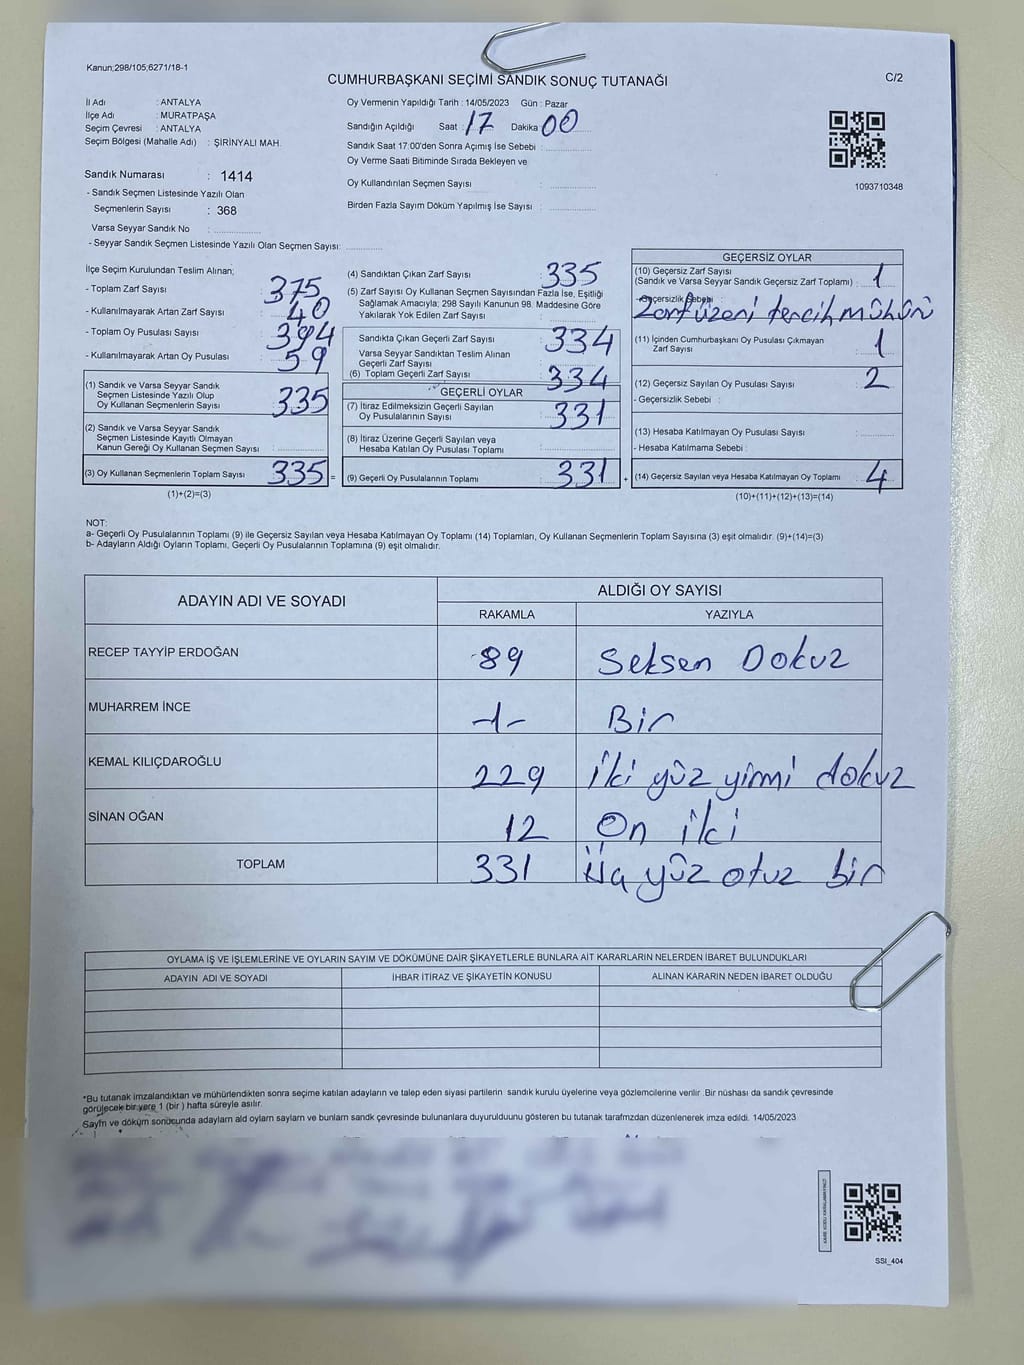 Kanun;298/105;6271/18-1
CUMHURBAŞKANI SEÇİMİ SANDIK SONUÇ TUTANAĞI
C/2
İl Adı : ANTALYA
İlçe Adı : MURATPAŞA
Seçim Çevresi : ANTALYA
Seçim Bölgesi (Mahalle Adı) : ŞİRİNYALI MAH.
Sandık Numarası : 1414
- Sandık Seçmen Listesinde Yazılı Olan
Seçmenlerin Sayısı : 368
Varsa Seyyar Sandık No :
- Seyyar Sandık Seçmen Listesinde Yazılı Olan Seçmen Sayısı:
Oy Vermenin Yapıldığı Tarih : 14/05/2023 Gün : Pazar
Sandığın Açıldığı Saat : 17 Dakika : 00
Sandık Saat 17:00'den Sonra Açımış İse Sebebi :
Oy Verme Saati Bitiminde Sırada Bekleyen ve
Oy Kullandırılan Seçmen Sayısı :
Birden Fazla Sayım Döküm Yapılmış İse Sayısı :
1093710348
İlçe Seçim Kurulundan Teslim Alınan;
- Toplam Zarf Sayısı : 375
- Kullanılmayarak Artan Zarf Sayısı : 40
- Toplam Oy Pusulası Sayısı : 394
- Kullanılmayarak Artan Oy Pusulası : 59
(1) Sandık ve Varsa Seyyar Sandık
Seçmen Listesinde Yazılı Olup
Oy Kullanan Seçmenlerin Sayısı : 335
(2) Sandık ve Varsa Seyyar Sandık
Seçmen Listesinde Kayıtlı Olmayan
Kanun Gereği Oy Kullanan Seçmen Sayısı :
(3) Oy Kullanan Seçmenlerin Toplam Sayısı : 335 =
(1)+(2)=(3)
(4) Sandıktan Çıkan Zarf Sayısı : 335
(5) Zarf Sayısı Oy Kullanan Seçmen Sayısından Fazla İse, Eşitliği
Sağlamak Amacıyla; 298 Sayılı Kanunun 98. Maddesine Göre
Yakılarak Yok Edilen Zarf Sayısı :
Sandıkta Çıkan Geçerli Zarf Sayısı : 334
Varsa Seyyar Sandıktan Teslim Alınan
Geçerli Zarf Sayısı :
(6) Toplam Geçerli Zarf Sayısı : 334
GEÇERLİ OYLAR
(7) İtiraz Edilmeksizin Geçerli Sayılan
Oy Pusulalarının Sayısı : 331
(8) İtiraz Üzerine Geçerli Sayılan veya
Hesaba Katılan Oy Pusulası Toplamı :
(9) Geçerli Oy Pusulalarının Toplamı : 331 +
GEÇERSİZ OYLAR
(10) Geçersiz Zarf Sayısı
(Sandık ve Varsa Seyyar Sandık Geçersiz Zarf Toplamı) : 1
- Geçersizlik Sebebi :
Zarf üzeri tercih mühürü
(11) İçinden Cumhurbaşkanı Oy Pusulası Çıkmayan
Zarf Sayısı : 1
(12) Geçersiz Sayılan Oy Pusulası Sayısı : 2
- Geçersizlik Sebebi :
(13) Hesaba Katılmayan Oy Pusulası Sayısı :
- Hesaba Katılmama Sebebi :
(14) Geçersiz Sayılan veya Hesaba Katılmayan Oy Toplamı : 4
(10)+(11)+(12)+(13)=(14)
NOT:
a- Geçerli Oy Pusulalarının Toplamı (9) ile Geçersiz Sayılan veya Hesaba Katılmayan Oy Toplamı (14) Toplamları, Oy Kullanan Seçmenlerin Toplam Sayısına (3) eşit olmalıdır. (9)+(14)=(3)
b- Adayların Aldığı Oyların Toplamı, Geçerli Oy Pusulalarının Toplamına (9) eşit olmalıdır.
ADAYIN ADI VE SOYADI
ALDIĞI OY SAYISI
RAKAMLA YAZIYLA
RECEP TAYYİP ERDOĞAN 89 Seksen Dokuz
MUHARREM İNCE -1- Bir
KEMAL KILIÇDAROĞLU 229 İki yüz yirmi dokuz
SİNAN OĞAN 12 On iki
TOPLAM 331 Üç yüz otuz bir
OYLAMA İŞ VE İŞLEMLERİNE VE OYLARIN SAYIM VE DÖKÜMÜNE DAİR ŞİKAYETLERLE BUNLARA AİT KARARLARIN NELERDEN İBARET BULUNDUKLARI
ADAYIN ADI VE SOYADI İHBAR İTİRAZ VE ŞİKAYETİN KONUSU ALINAN KARARIN NEDEN İBARET OLDUĞU
*Bu tutanak imzalandıktan ve mühürlendikten sonra seçime katılan adayların ve talep eden siyasi partilerin sandık kurulu üyelerine veya gözlemcilerine verilir .Bir nüshası da sandık çevresinde
görülecek bir yere 1 (bir ) hafta süreyle asılır.
Sayfn ve döküm sonucunda adayların ald oyların sayların ve bunların sandk çevresinde bulunanlara duyurulduunu gösteren bu tutanak tarafmzdan düzenlenerek imza edildi. 14/05/2023
SSI_404